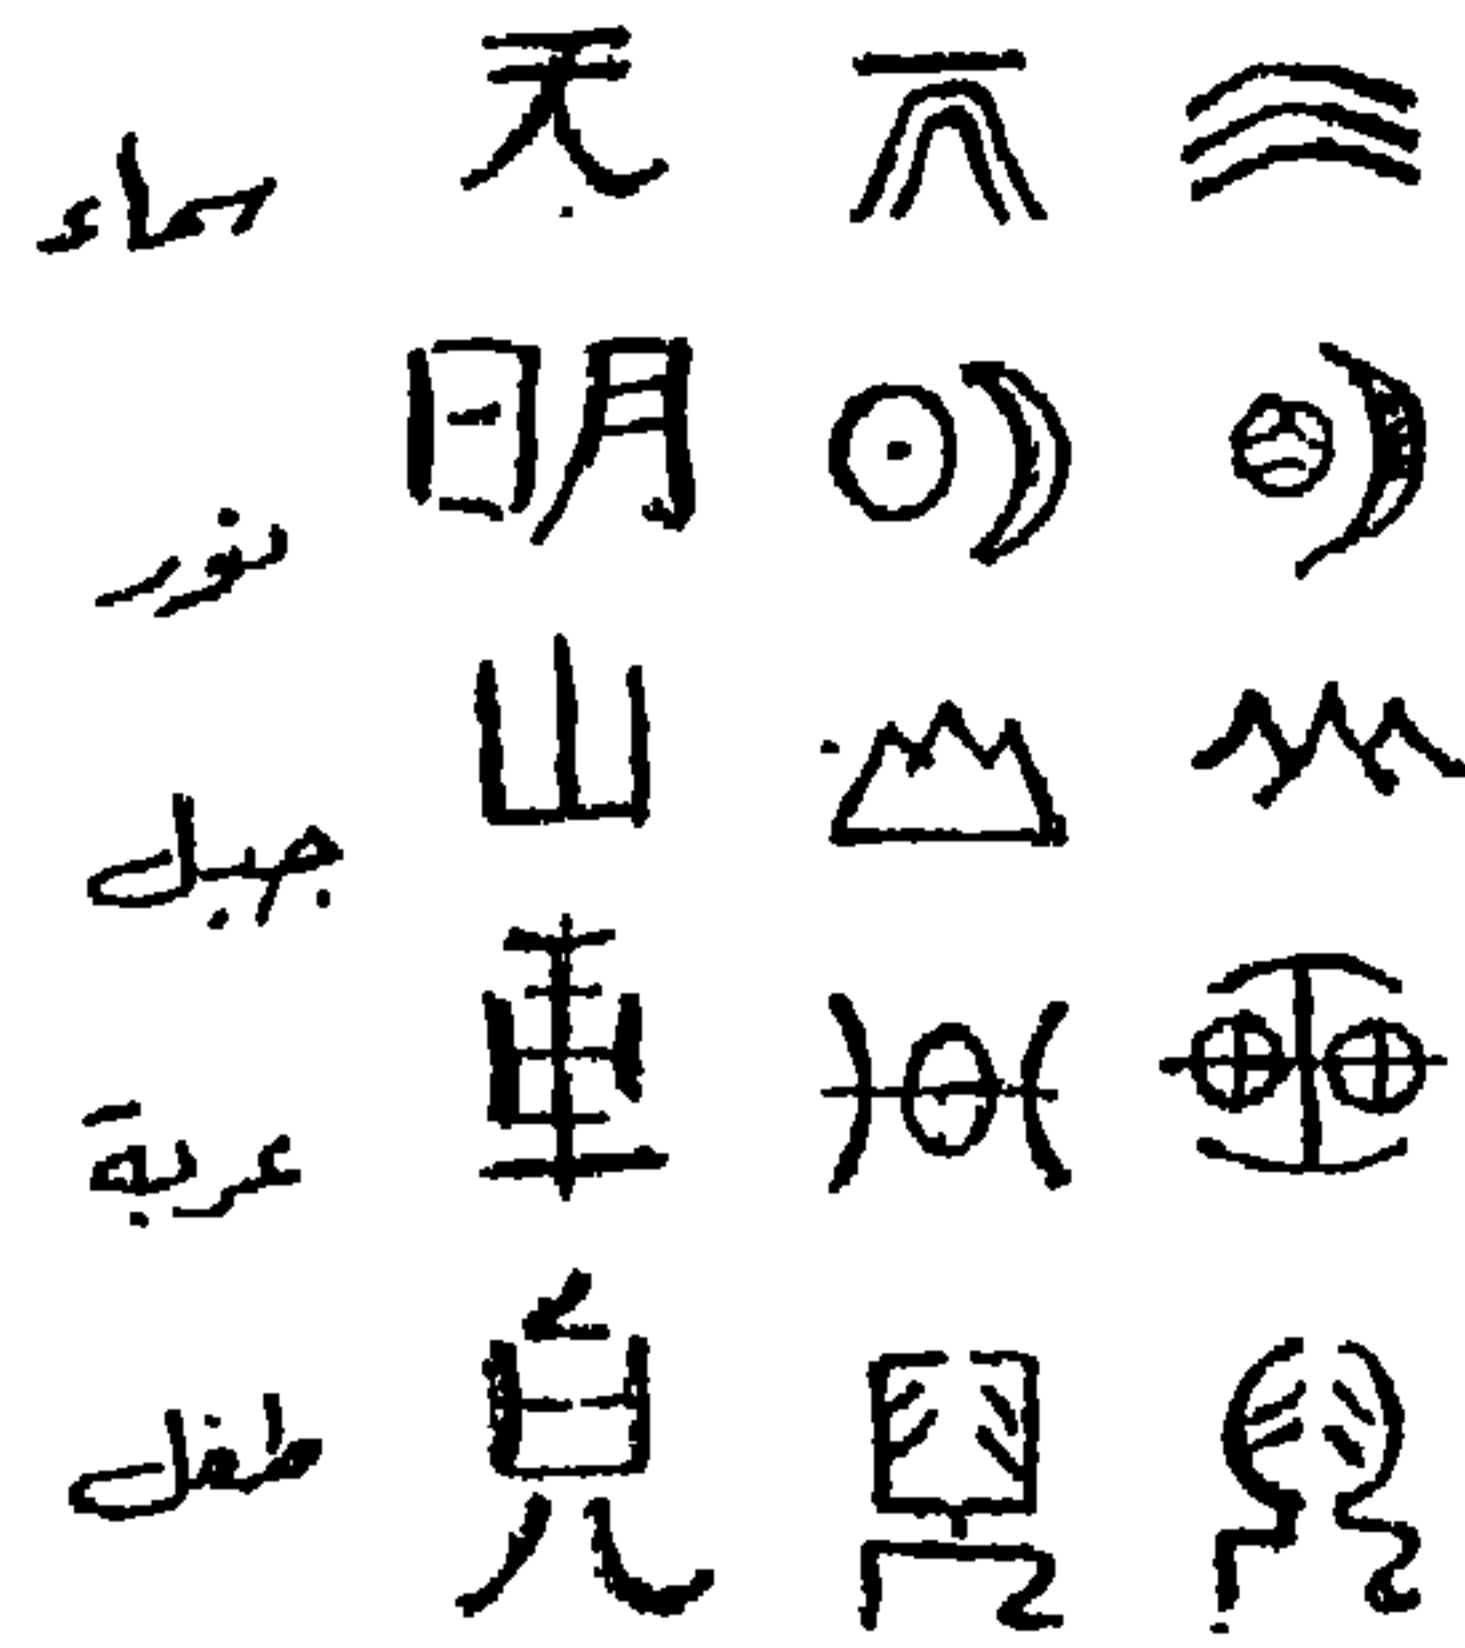 سماء 天
نور 明
جبل 山
عربة 車
طفل 兒